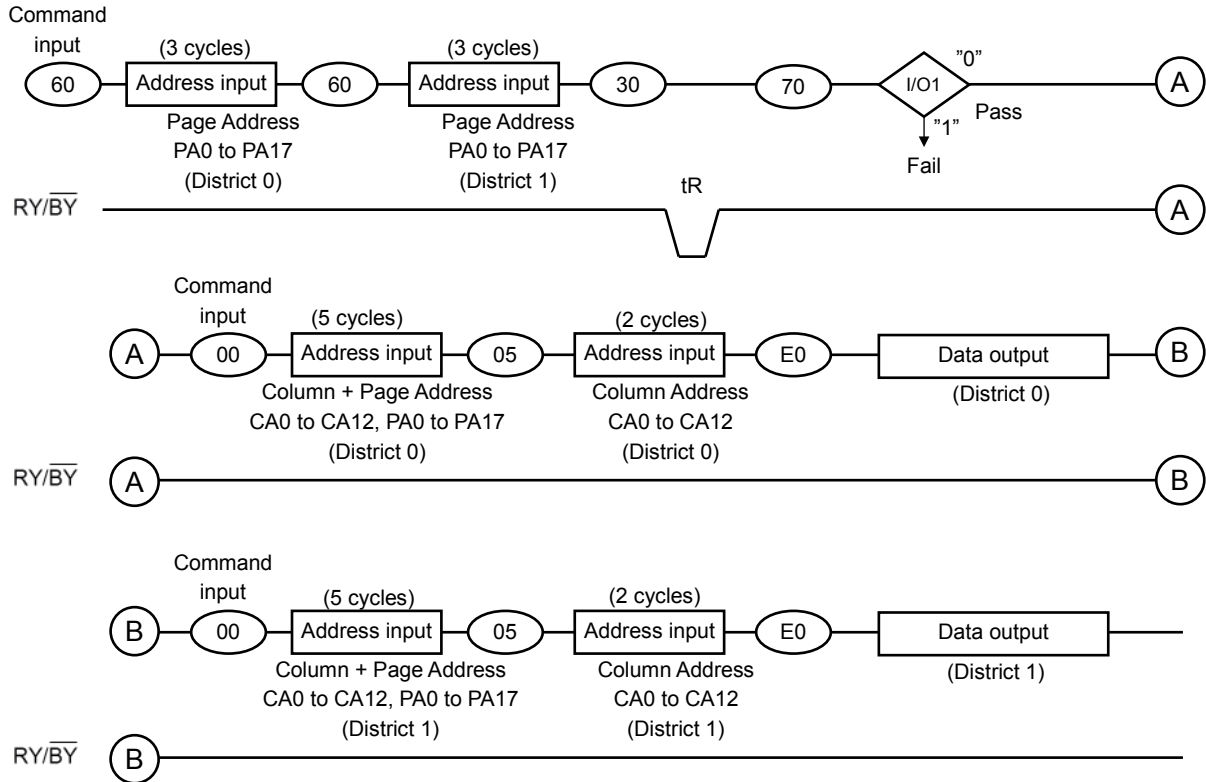 Command
input
(3 cycles)
(3 cycles)
"0"
60
Address input
60
Address input
30
70
I/O1
A
Page Address
PA0 to PA17
(District 0)
Page Address
PA0 to PA17
(District 1)
"1"
Pass
Fail
tR
RY/B̅Y̅
A
Command
input
(5 cycles)
(2 cycles)
A
00
Address input
05
Address input
E0
Data output
B
Column + Page Address
CA0 to CA12, PA0 to PA17
(District 0)
Column Address
CA0 to CA12
(District 0)
(District 0)
RY/B̅Y̅
A
B
Command
input
(5 cycles)
(2 cycles)
B
00
Address input
05
Address input
E0
Data output
Column + Page Address
CA0 to CA12, PA0 to PA17
(District 1)
Column Address
CA0 to CA12
(District 1)
(District 1)
RY/B̅Y̅
B